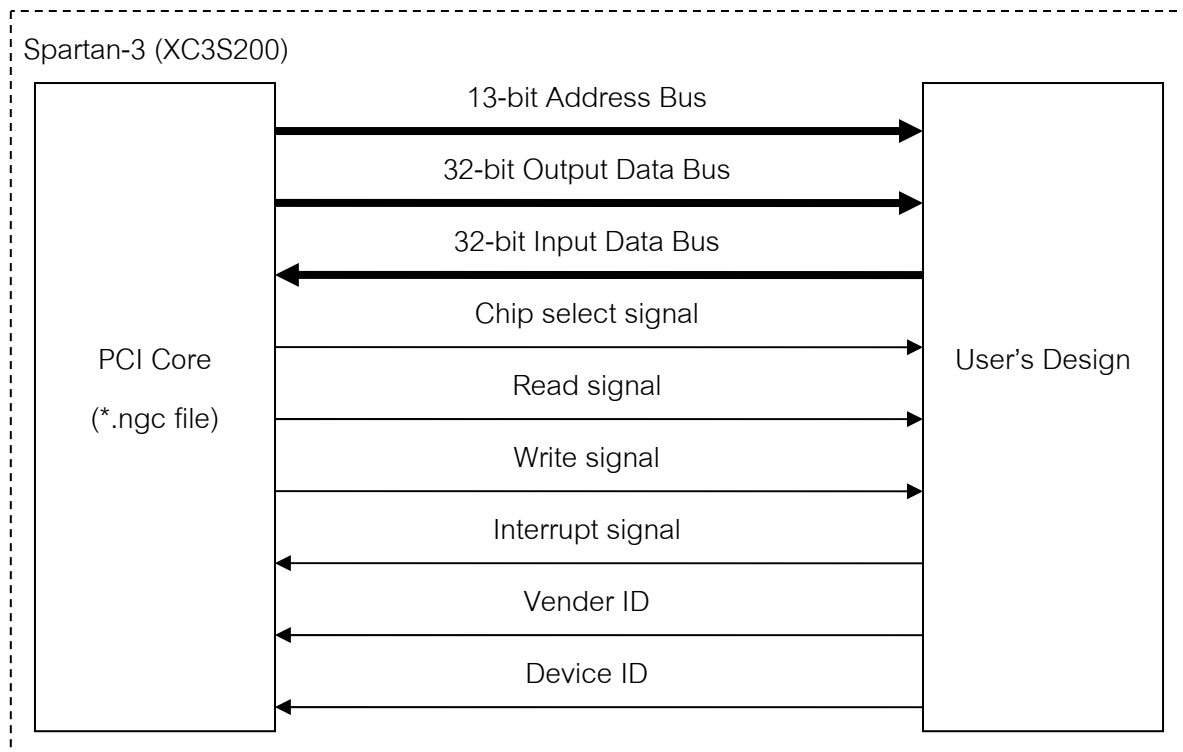 Spartan-3 (XC3S200)
13-bit Address Bus
32-bit Output Data Bus
32-bit Input Data Bus
Chip select signal
PCI Core
(*.ngc file)
User's Design
Read signal
Write signal
Interrupt signal
Vender ID
Device ID